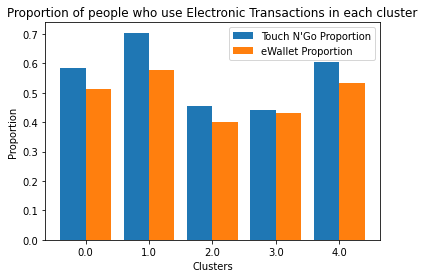 Proportion of people who use Electronic Transactions in each cluster
Touch N'Go Proportion
eWallet Proportion
0.7
0.6
0.5
0.4
0.3
0.2
0.1
0.0
Proportion
0.0 1.0 2.0 3.0 4.0
Clusters